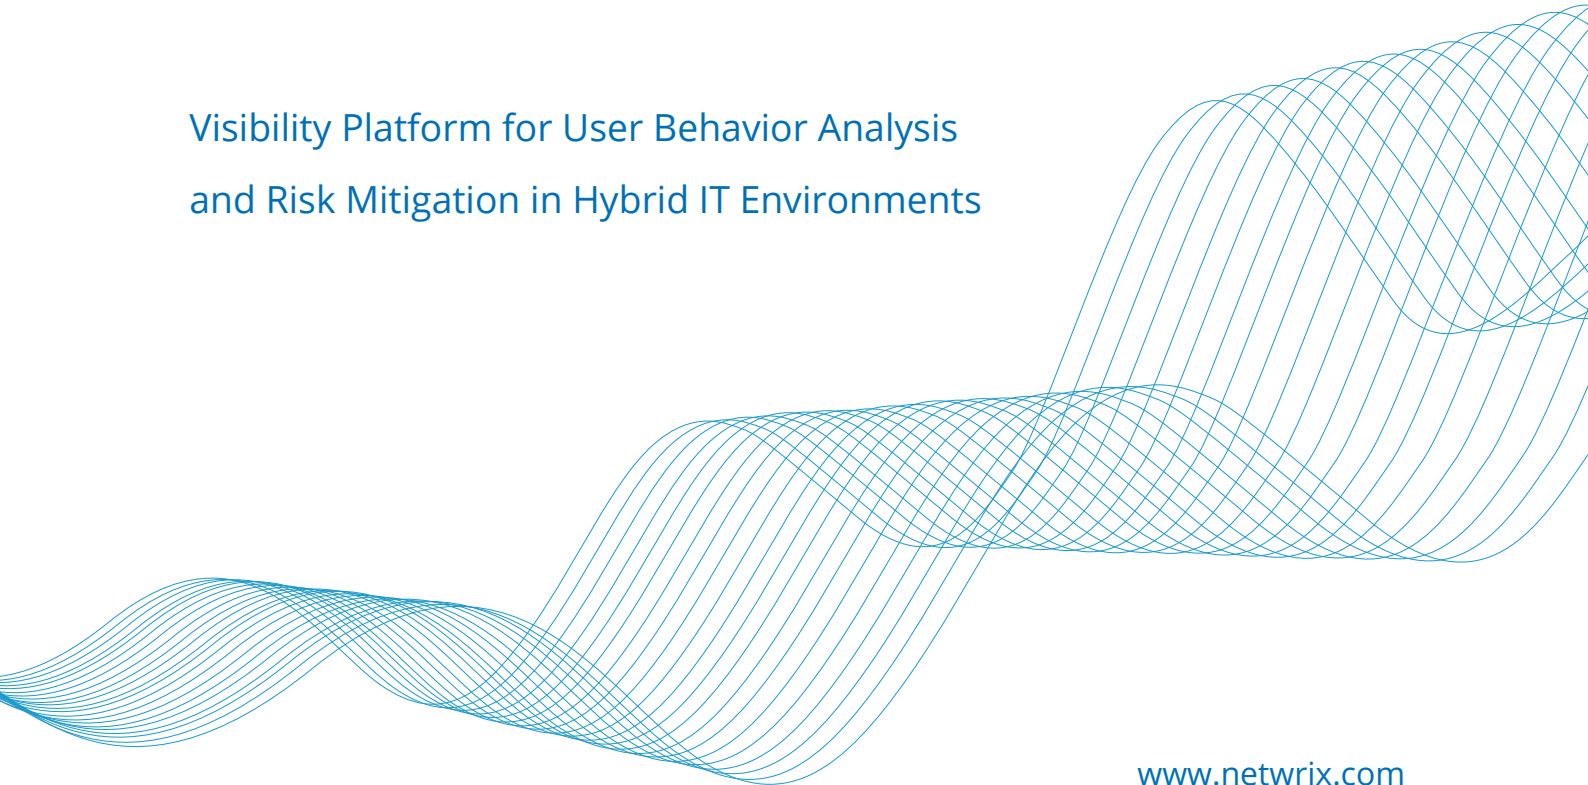 Visibility Platform for User Behavior Analysis
and Risk Mitigation in Hybrid IT Environments
www.netwrix.com